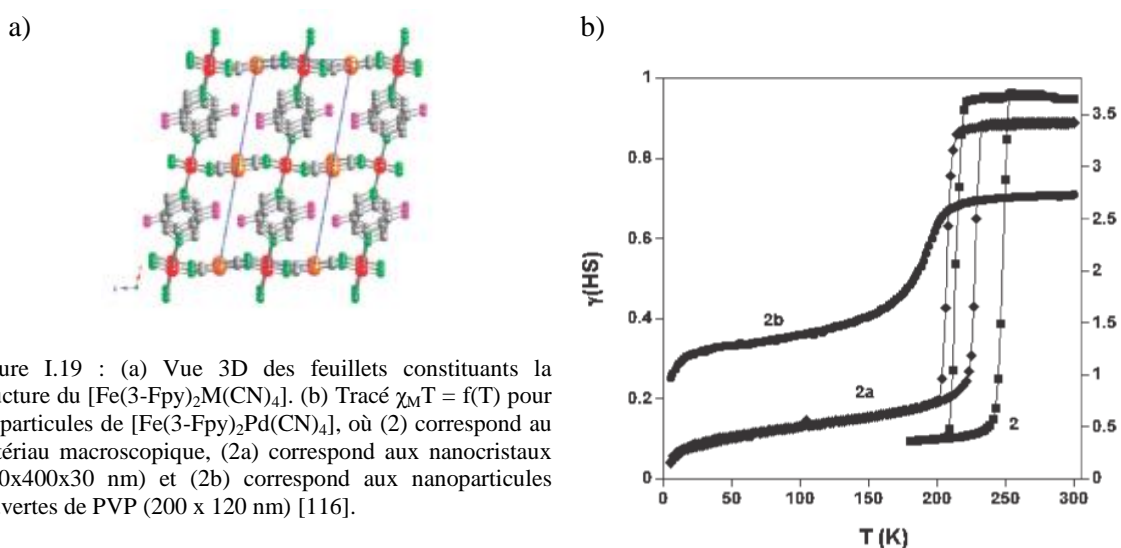 a)
b)
1
0.8
0.6
0.4
0.2
0
γ(HS)
3.5
3
2.5
2
1.5
1
0.5
0
2b
2a
2
0 50 100 150 200 250 300
T (K)
ure I.19 : (a) Vue 3D des feuillets constituants la
ucture du [Fe(3-Fpy)₂M(CN)₄]. (b) Tracé χ_MT = f(T) pour
particules de [Fe(3-Fpy)₂Pd(CN)₄], où (2) correspond au
tériau macroscopique, (2a) correspond aux nanocristaux
0x400x30 nm) et (2b) correspond aux nanoparticules
vertes de PVP (200 x 120 nm) [116].